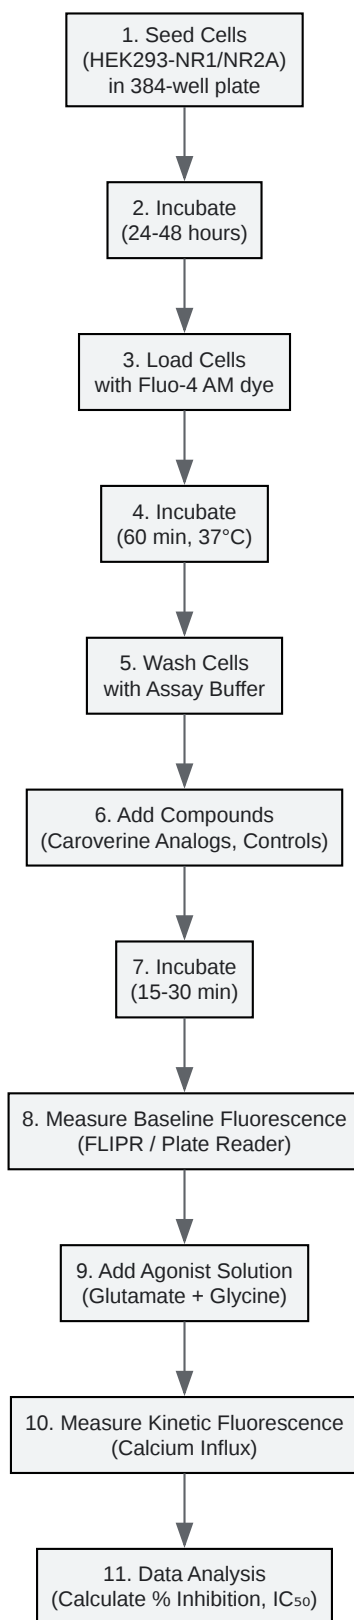 1. Seed Cells
(HEK293-NR1/NR2A)
in 384-well plate
2. Incubate
(24-48 hours)
3. Load Cells
with Fluo-4 AM dye
4. Incubate
(60 min, 37°C)
5. Wash Cells
with Assay Buffer
6. Add Compounds
(Caroverine Analogs, Controls)
7. Incubate
(15-30 min)
8. Measure Baseline Fluorescence
(FLIPR / Plate Reader)
9. Add Agonist Solution
(Glutamate + Glycine)
10. Measure Kinetic Fluorescence
(Calcium Influx)
11. Data Analysis
(Calculate % Inhibition, IC₅₀)